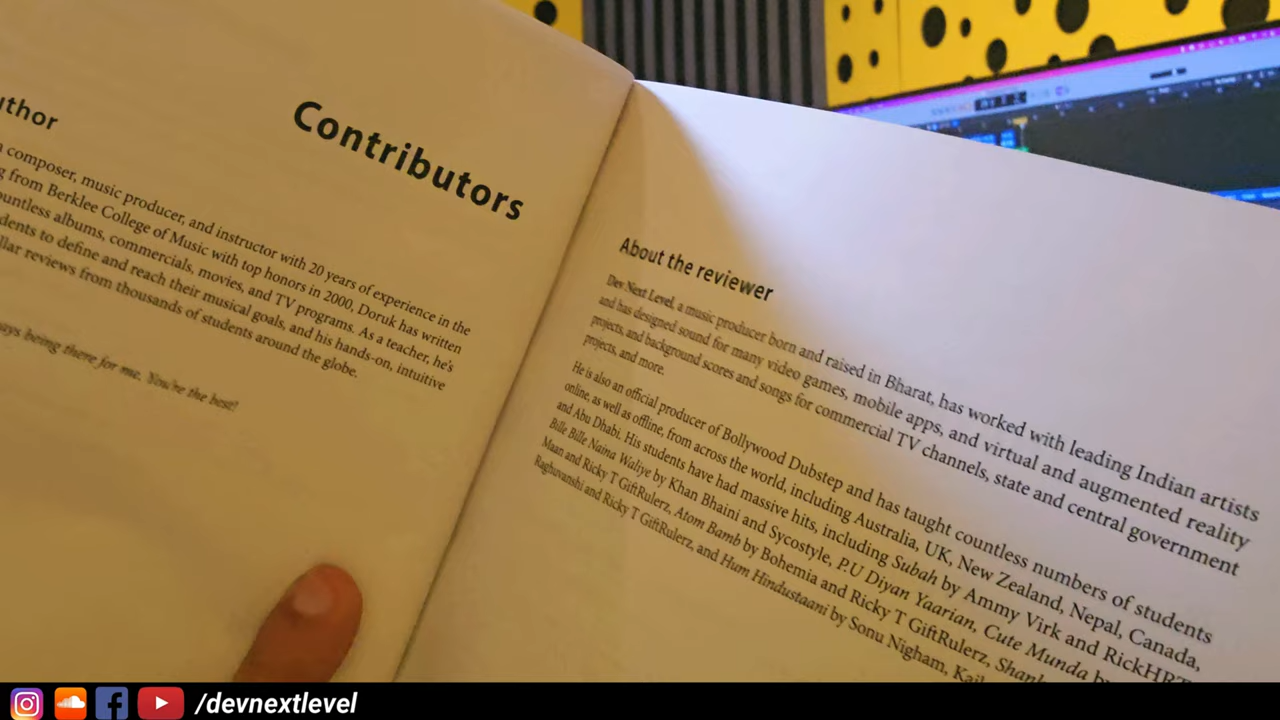 Contributors
uthor
composer, music producer, and instructor with 20 years of experience in the
from Berklee College of Music with top honors in 2000, Doruk has written
ountless albums, commercials, movies, and TV programs. As a teacher, he's
dents to define and reach their musical goals, and his hands-on, intuitive
llar reviews from thousands of students around the globe.
ays being there for me. You're the best!
About the reviewer
Dev Next Level, a music producer born and raised in Bharat, has worked with leading Indian artists
and has designed sound for many video games, mobile apps, and virtual and augmented reality
projects, and background scores and songs for commercial TV channels, state and central government
projects, and more.
He is also an official producer of Bollywood Dubstep and has taught countless numbers of students
online, as well as offline, from across the world, including Australia, UK, New Zealand, Nepal, Canada,
and Abu Dhabi. His students have had massive hits, including Subah by Ammy Virk and RickHRT
Bille Bille Naina Waliye by Khan Bhaini and Sycostyle, P.U Diyan Yaarian, Cute Munda by
Maan and Ricky T GiftRulerz, Atom Bamb by Bohemia and Ricky T GiftRulerz, Shank
Raghuvanshi and Ricky T GiftRulerz, and Hum Hindustaani by Sonu Nigham, Kail
/devnextlevel